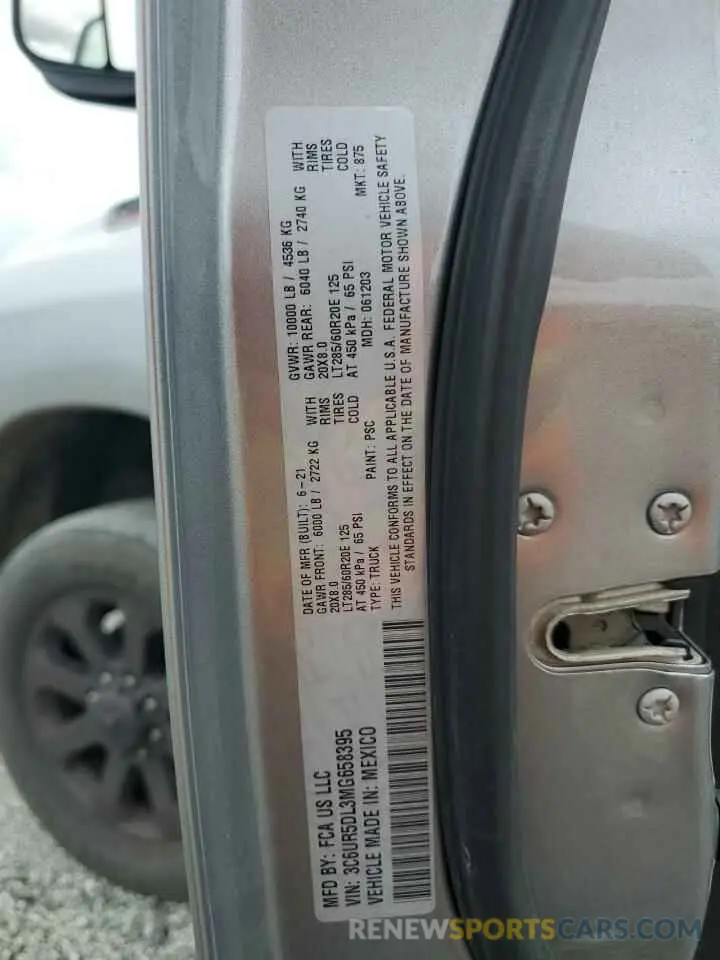 MFD BY: FCA US LLC
VIN: 3C6UR5DL3MG658395
VEHICLE MADE IN: MEXICO
DATE OF MFR (BUILT): 6-21
GAWR FRONT: 6000 LB / 2722 KG WITH
20X8.0 RIMS
LT285/60R20E 125 TIRES
AT 450 kPa / 65 PSI COLD
TYPE: TRUCK PAINT: PSC
GVWR: 10000 LB / 4536 KG
GAWR REAR: 6040 LB / 2740 KG WITH
20X8.0 RIMS
LT285/60R20E 125 TIRES
AT 450 kPa / 65 PSI COLD
MDH: 061203 MKT: 875
THIS VEHICLE CONFORMS TO ALL APPLICABLE U.S.A. FEDERAL MOTOR VEHICLE SAFETY
STANDARDS IN EFFECT ON THE DATE OF MANUFACTURE SHOWN ABOVE.
RENEWSPORTSCARS.COM